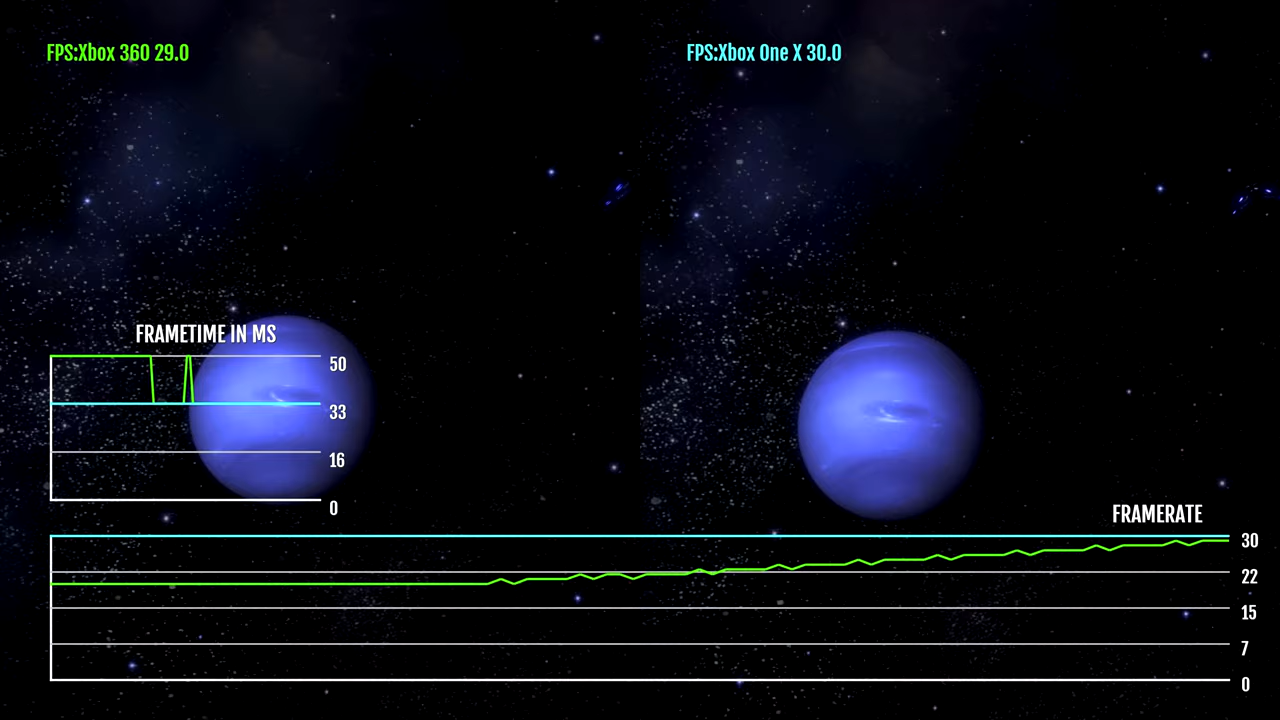 FPS:Xbox 360 29.0
FPS:Xbox One X 30.0
FRAMETIME IN MS
50
33
16
0
FRAMERATE
30
22
15
7
0